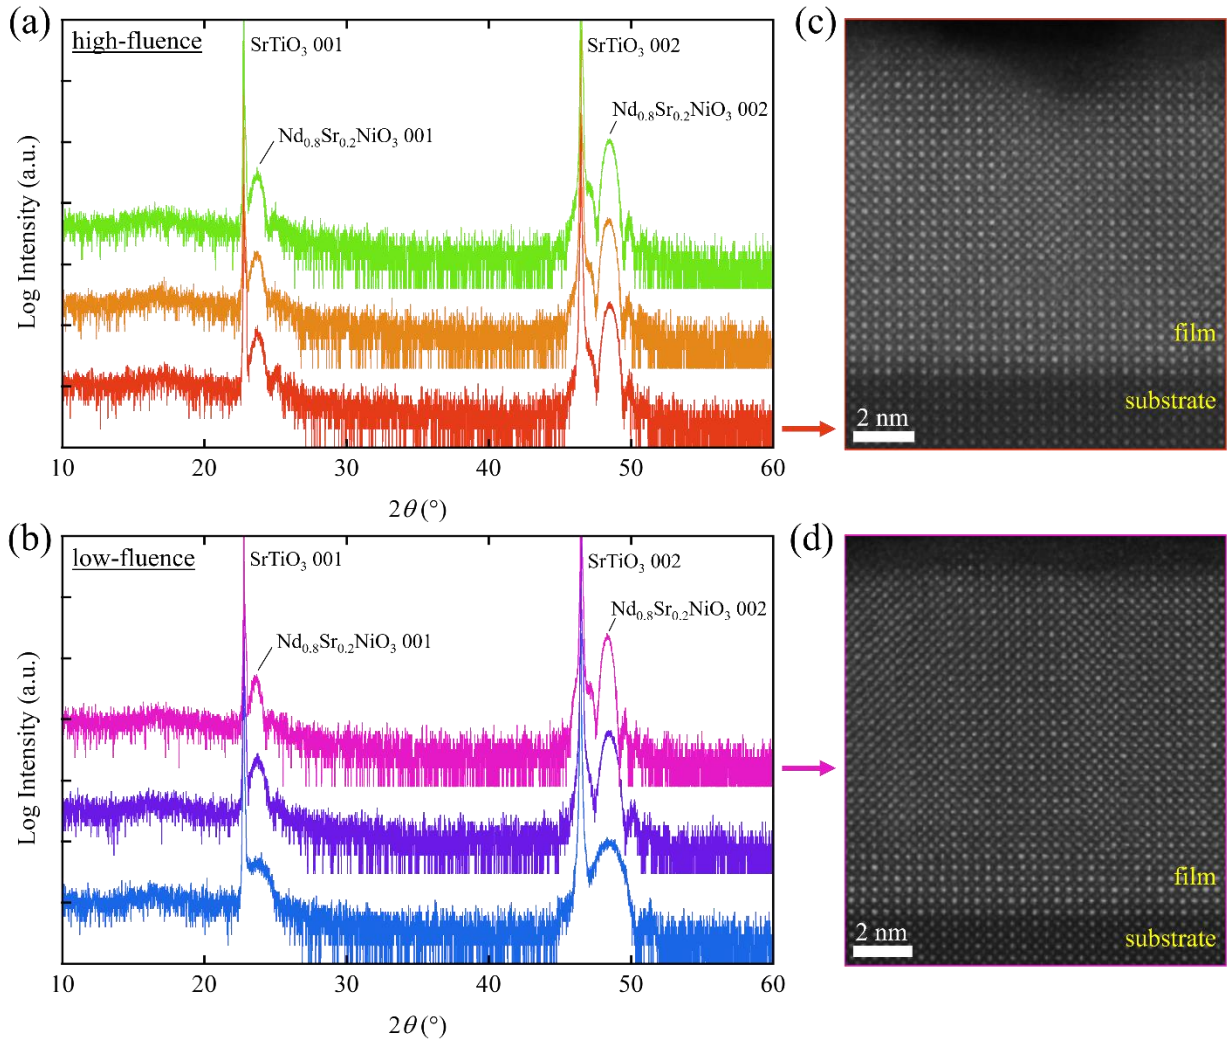 (a)
high-fluence
SrTiO₃ 001
SrTiO₃ 002
Nd₀.₈Sr₀.₂NiO₃ 001
Nd₀.₈Sr₀.₂NiO₃ 002
Log Intensity (a.u.)
10 20 30 40 50 60
2θ (°)
(c)
film
substrate
2 nm
(b)
low-fluence
SrTiO₃ 001
SrTiO₃ 002
Nd₀.₈Sr₀.₂NiO₃ 001
Nd₀.₈Sr₀.₂NiO₃ 002
Log Intensity (a.u.)
10 20 30 40 50 60
2θ (°)
(d)
film
substrate
2 nm